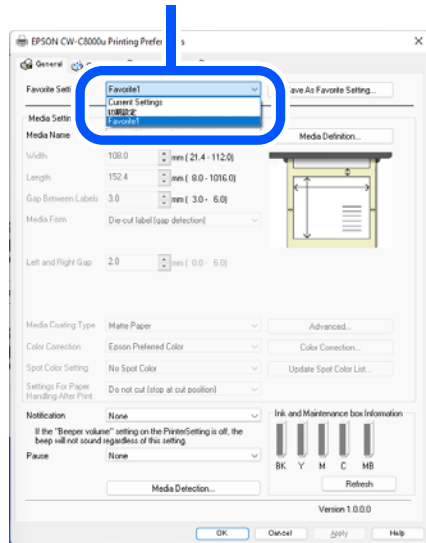 EPSON CW-C8000u Printing Prefer s
General
Favorite Setti Favorite1 ave As Favorite Setting...
Current Settings
初期設定
Favorite1
Media Settin
Media Name Media Definition...
Width 108.0 mm ( 21.4 - 112.0)
Length 152.4 mm ( 8.0 - 1016.0)
Gap Between Labels 3.0 mm ( 3.0 - 6.0)
Media Form Die-cut label (gap detection)
Left and Right Gap 2.0 mm ( 0.0 - 6.0)
Media Coating Type Matte Paper Advanced...
Color Correction Epson Preferred Color Color Correction...
Spot Color Setting No Spot Color Update Spot Color List...
Settings For Paper
Handling After Print Do not cut (stop at cut position)
Notification None Ink and Maintenance box Information
If the "Beeper volume" setting on the PrinterSetting is off, the
beep will not sound regardless of this setting.
Pause None
BK Y M C MB
Media Detection... Refresh
Version 1.0.0.0
OK Cancel Apply Help